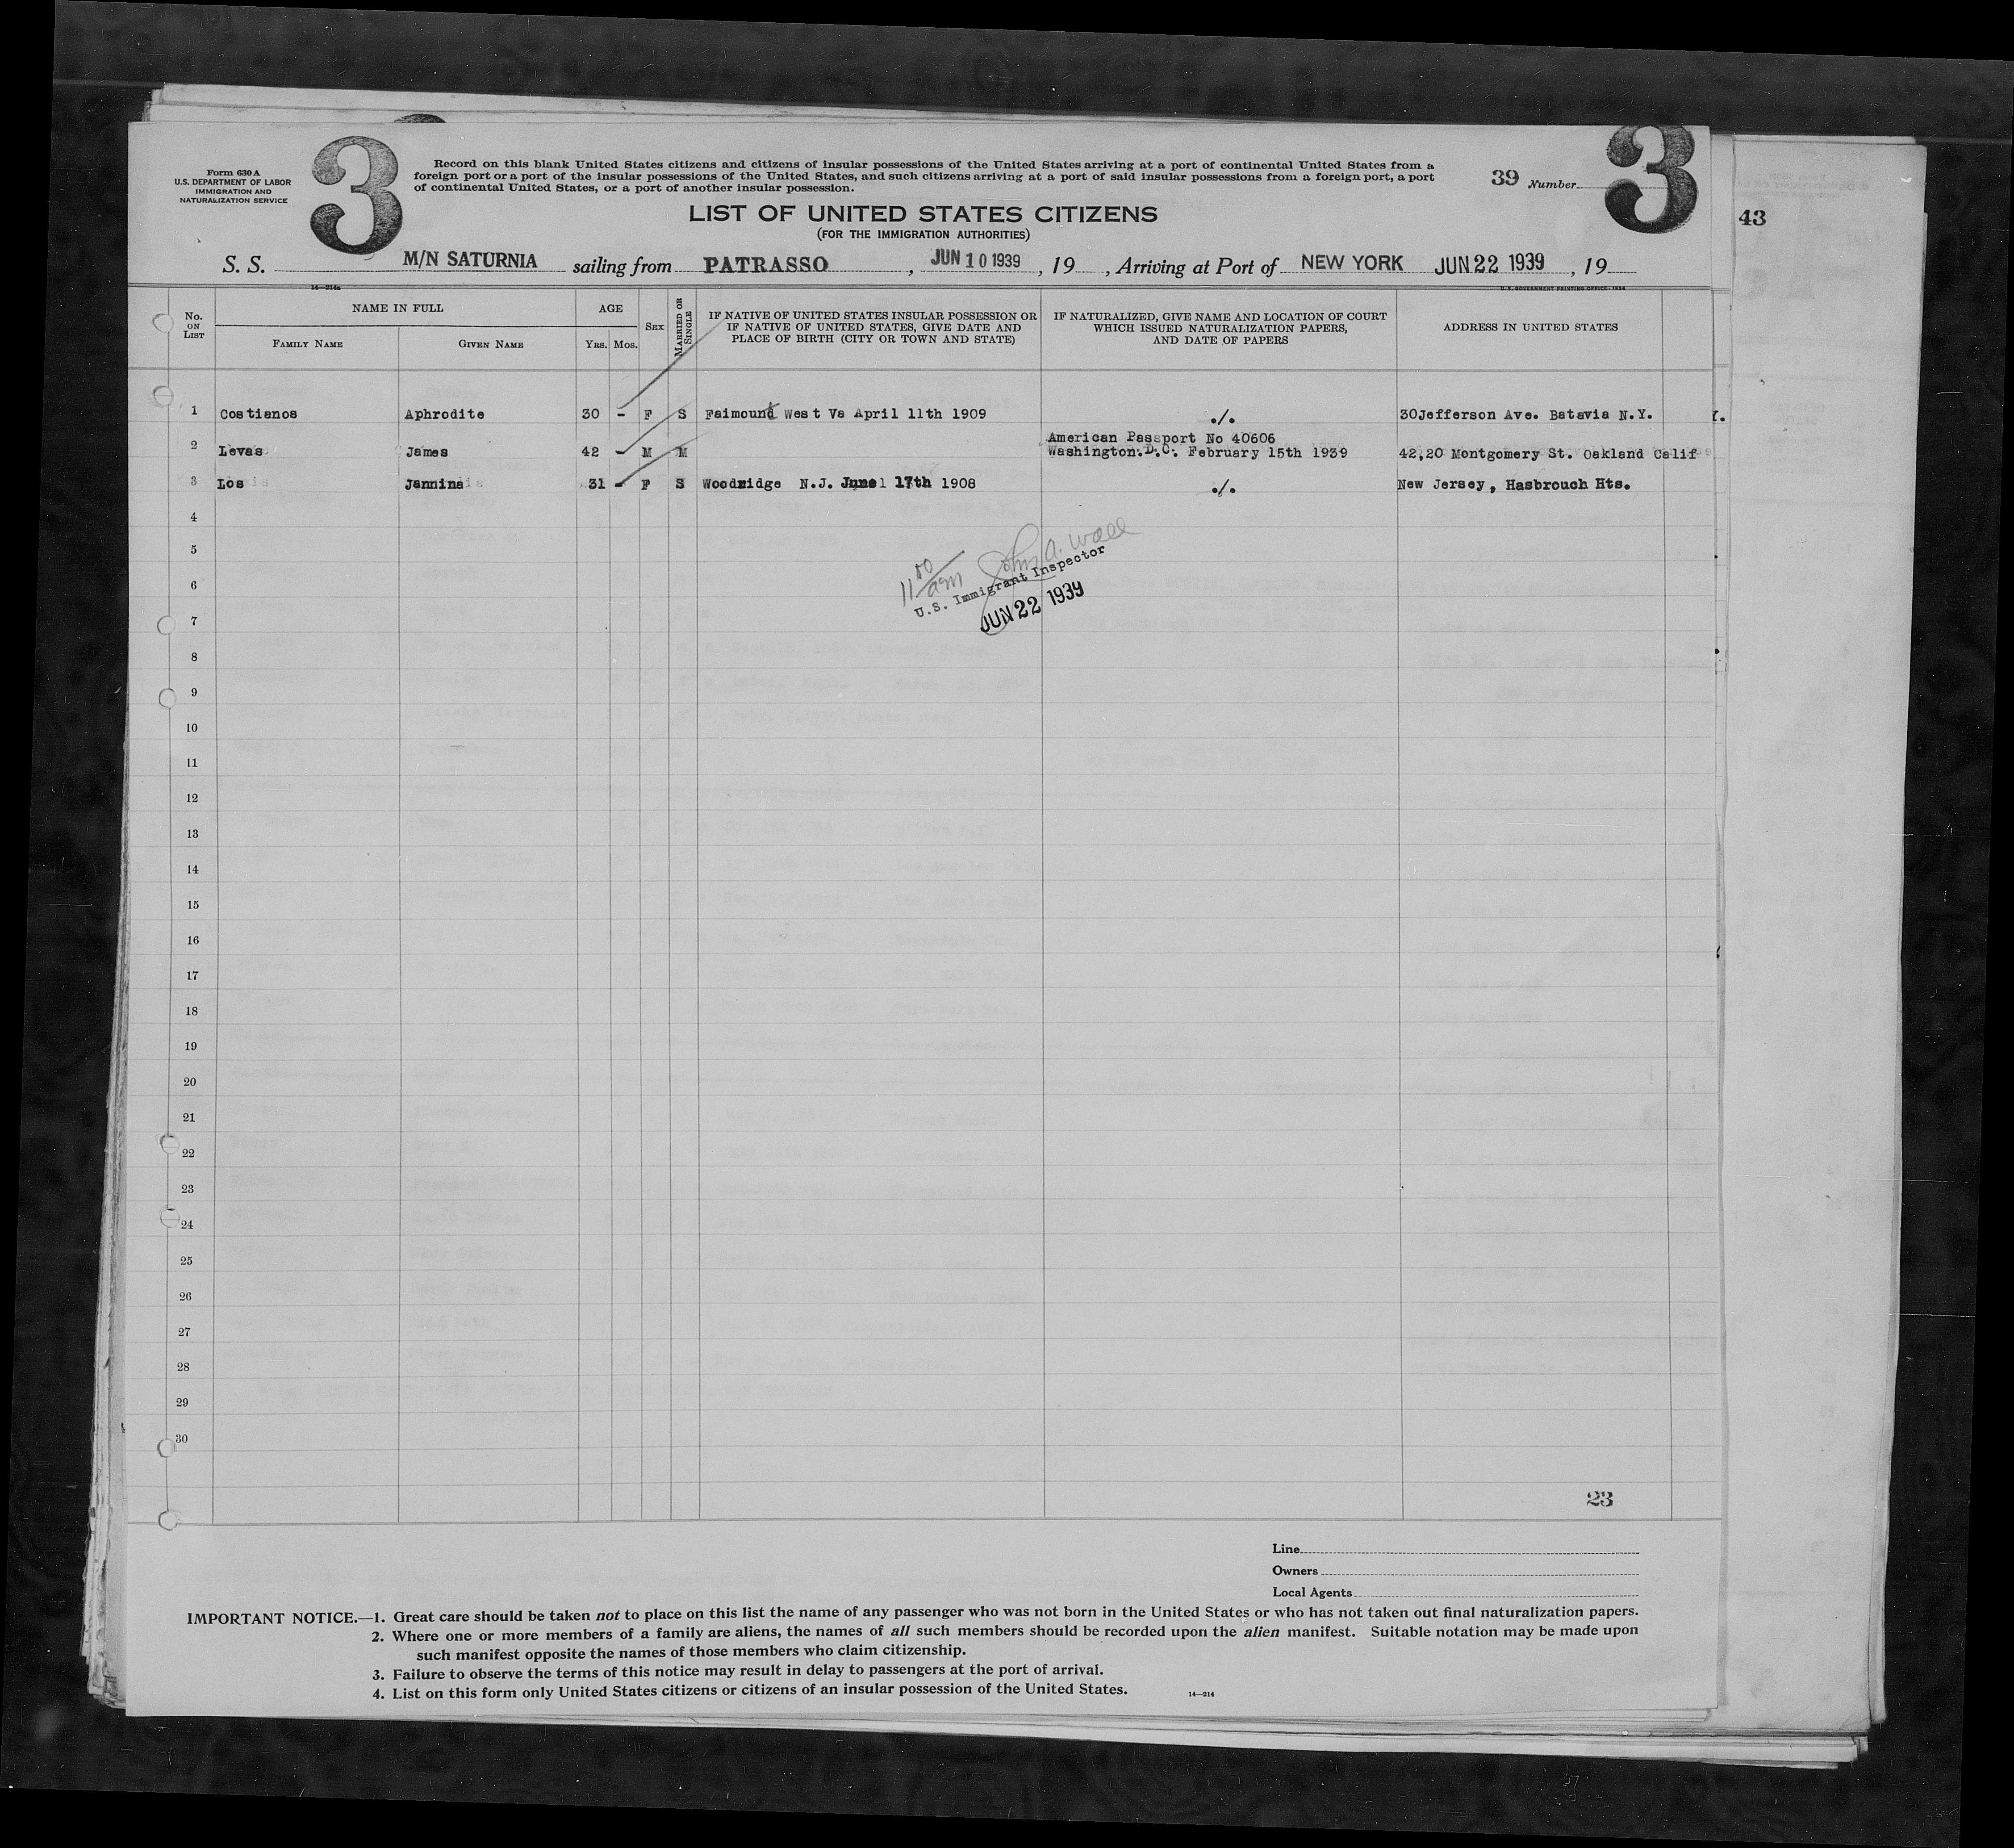 Form 630 A
U.S. DEPARTMENT OF LABOR
IMMIGRATION AND
NATURALIZATION SERVICE
3
Record on this blank United States citizens and citizens of insular possessions of the United States arriving at a port of continental United States from a
foreign port or a port of the insular possessions of the United States, and such citizens arriving at a port of said insular possessions from a foreign port, a port
of continental United States, or a port of another insular possession.
39 Number
3
43
LIST OF UNITED STATES CITIZENS
(FOR THE IMMIGRATION AUTHORITIES)
S. S. M/N SATURNIA sailing from PATRASSO, JUN 10 1939, 19 , Arriving at Port of NEW YORK JUN 22 1939, 19
14—214a
U.S. GOVERNMENT PRINTING OFFICE: 1934
No. ON LIST
NAME IN FULL
FAMILY NAME GIVEN NAME
AGE
YRS. MOS.
SEX
MARRIED OR SINGLE
IF NATIVE OF UNITED STATES INSULAR POSSESSION OR
IF NATIVE OF UNITED STATES, GIVE DATE AND
PLACE OF BIRTH (CITY OR TOWN AND STATE)
IF NATURALIZED, GIVE NAME AND LOCATION OF COURT
WHICH ISSUED NATURALIZATION PAPERS,
AND DATE OF PAPERS
ADDRESS IN UNITED STATES
1 Costianos Aphrodite 30 - F S Faimount West Va April 11th 1909 ./. 30Jefferson Ave. Batavia N.Y.
Y.
American Passport No 40606
2 Levas James 42 - M M Washington.D.C. February 15th 1939 42,20 Montgomery St. Oakland Calif
3 Los Jannina 31 - F S Woodridge N.J. June 17th 1908 ./. New Jersey, Hasbrouch Hts.
4
5
6
7
8
9
10
11
12
13
14
15
16
17
18
19
20
21
22
23
24
25
26
27
28
29
30
11 00 am John A. Wall
U.S. Immigrant Inspector
JUN 22 1939
23
Line
Owners
Local Agents
IMPORTANT NOTICE.—1. Great care should be taken not to place on this list the name of any passenger who was not born in the United States or who has not taken out final naturalization papers.
2. Where one or more members of a family are aliens, the names of all such members should be recorded upon the alien manifest. Suitable notation may be made upon
such manifest opposite the names of those members who claim citizenship.
3. Failure to observe the terms of this notice may result in delay to passengers at the port of arrival.
4. List on this form only United States citizens or citizens of an insular possession of the United States.
14—214